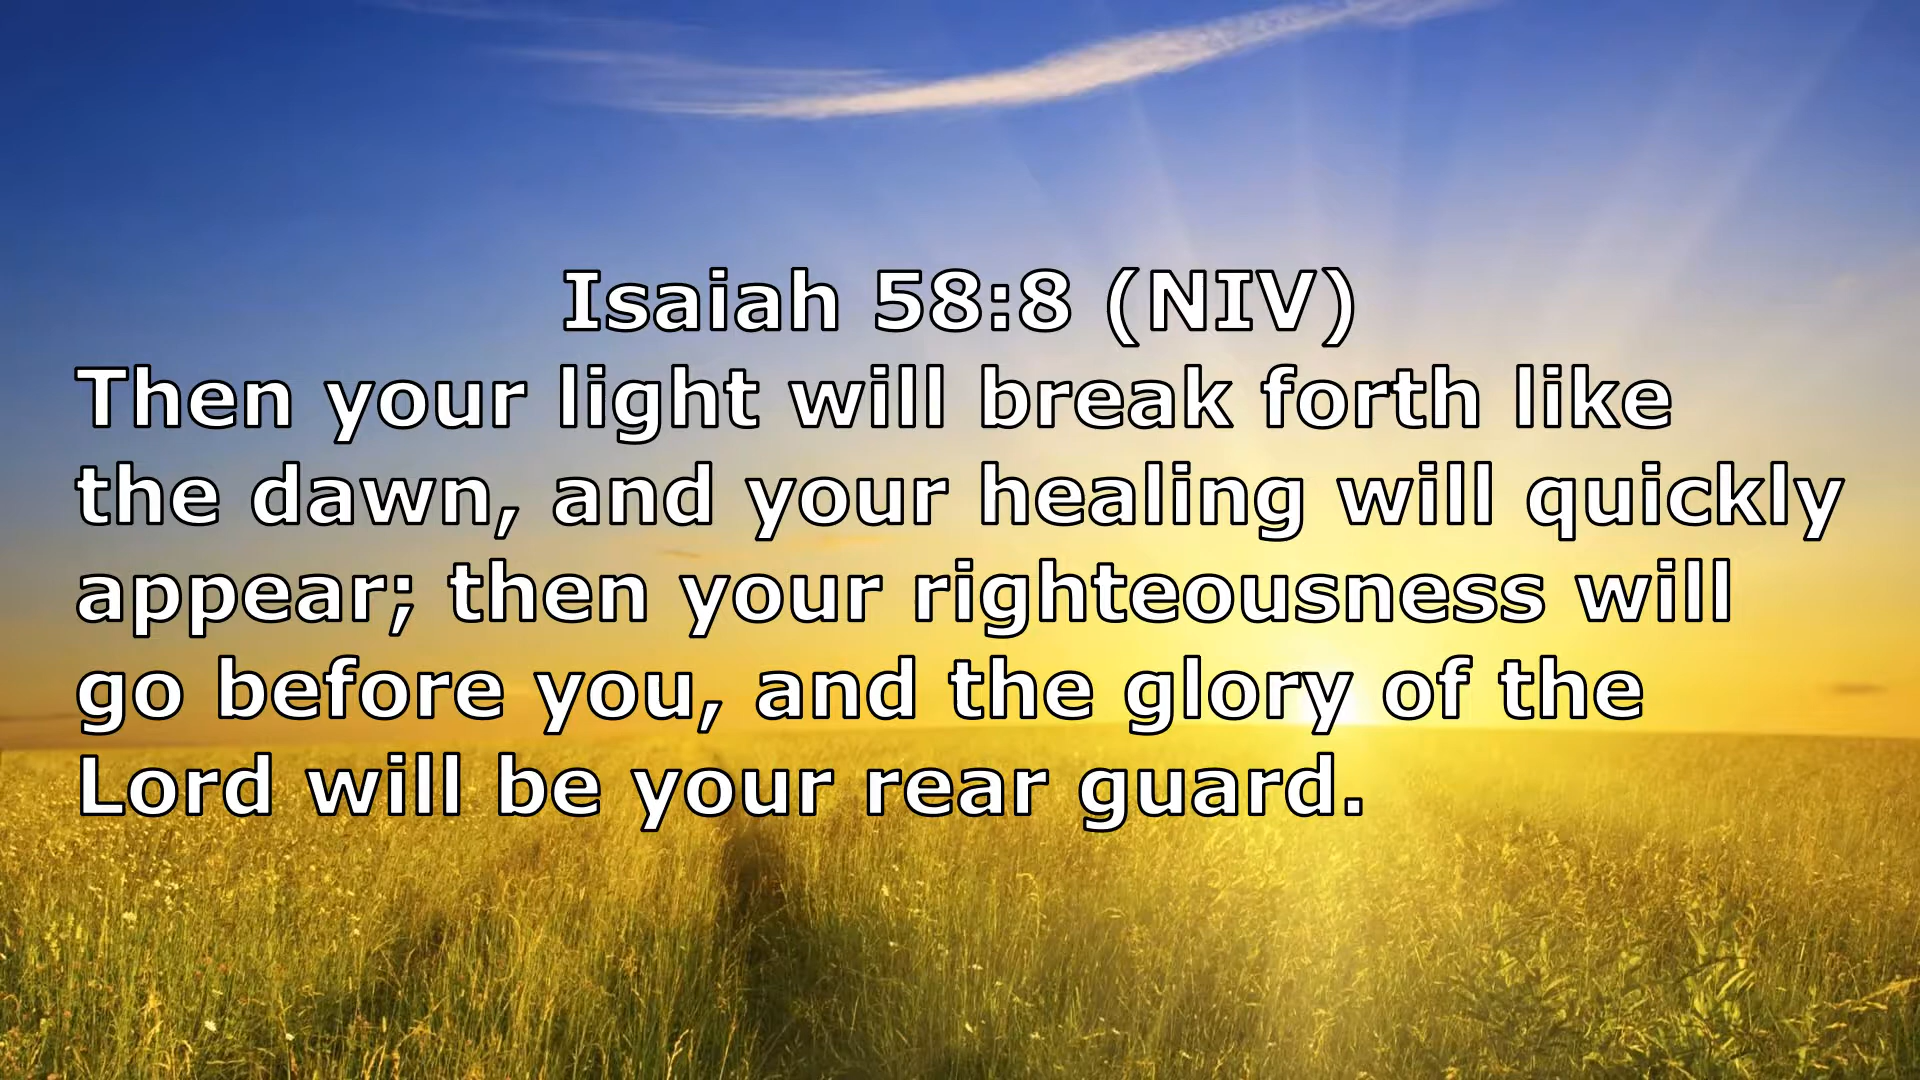 Isaiah 58:8 (NIV)
Then your light will break forth like
the dawn, and your healing will quickly
appear; then your righteousness will
go before you, and the glory of the
Lord will be your rear guard.